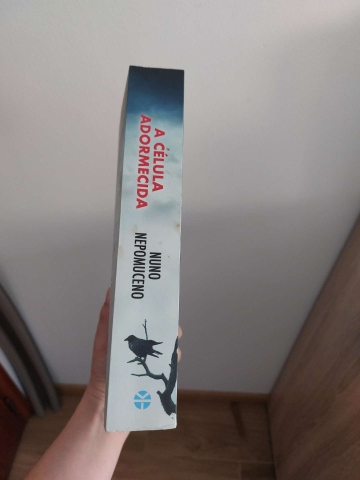 A CÉLULA
ADORMECIDA
NUNO
NEPOMUCENO